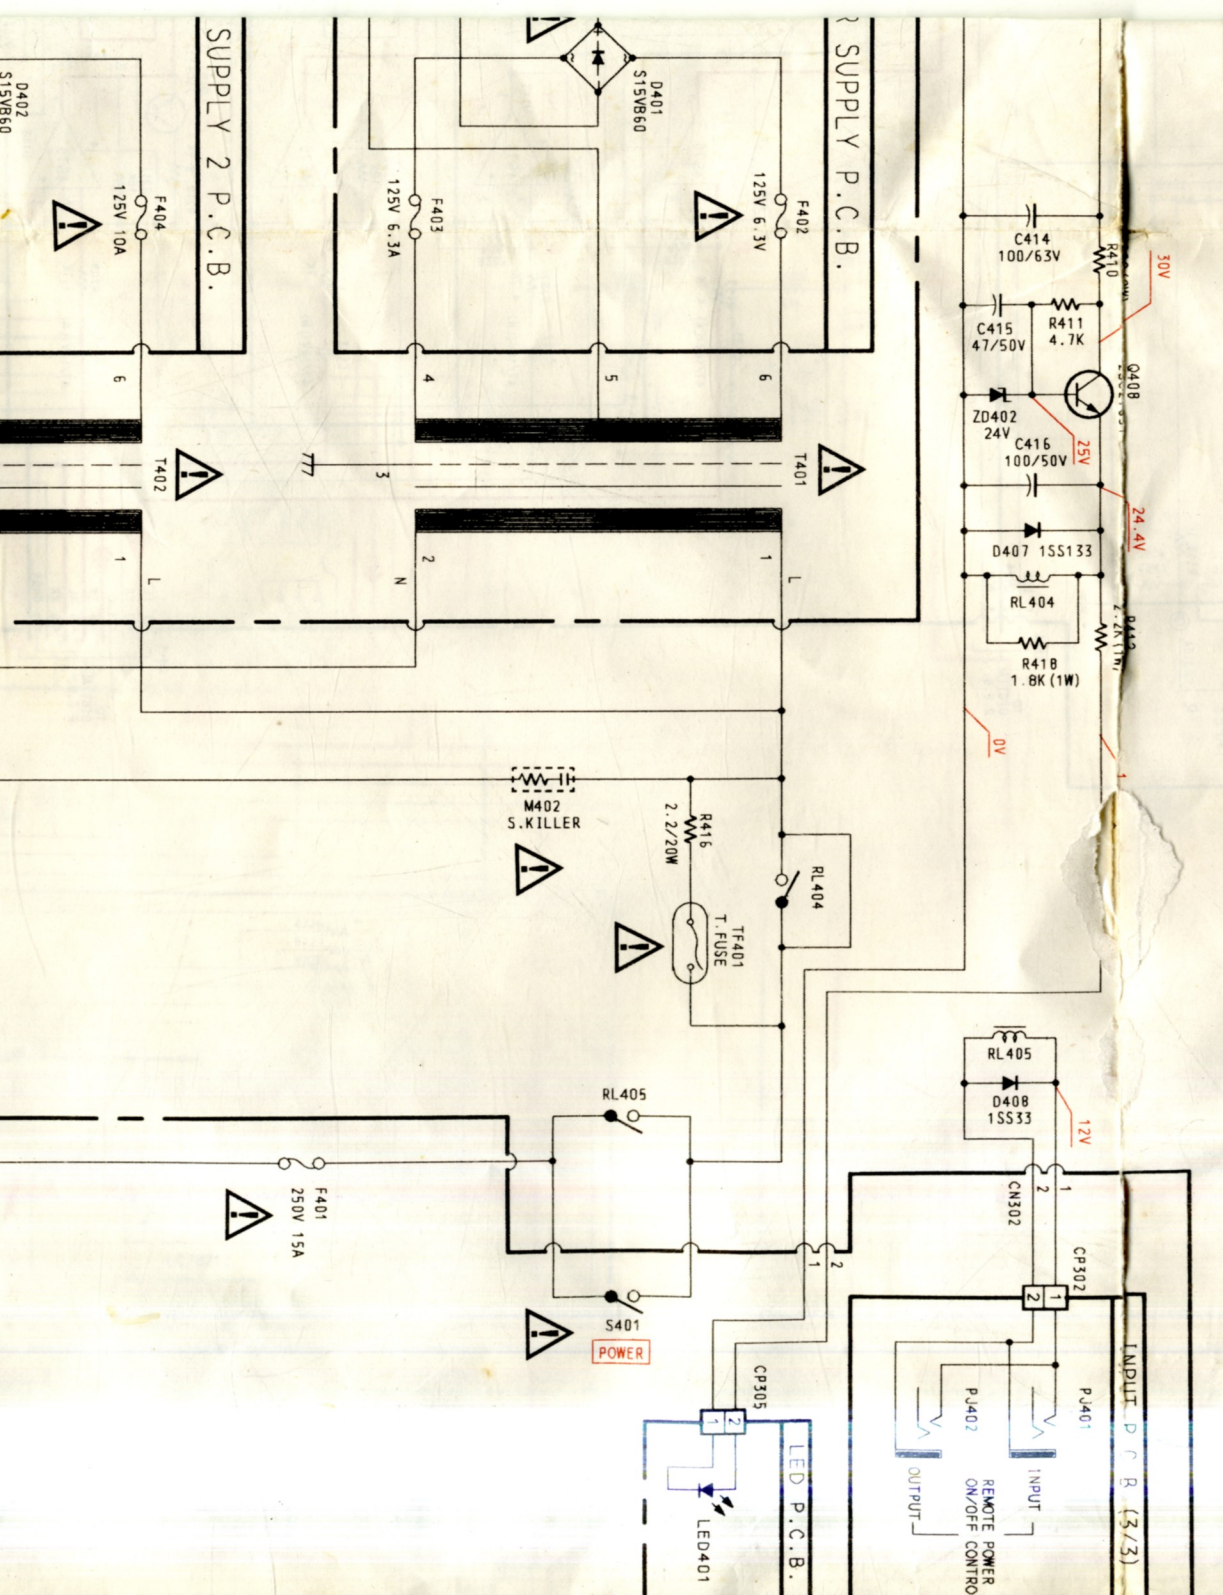 SUPPLY 2 P.C.B.
R SUPPLY P.C.B.
D402
S15VB60
D401
S15VB60
F404
125V 10A
F403
125V 6.3A
F402
125V 6.3V
C414
100/63V
R410
30V
C415
47/50V
R411
4.7K
Q408
ZD402
24V
25V
C416
100/50V
24.4V
D407 1SS133
RL404
R418
1.8K(1W)
R412
2.2K(1W)
0V
6
4
5
6
T402
3
T401
1
L
N
2
1
L
M402
S.KILLER
R416
2.2/20W
TF401
T.FUSE
RL404
RL405
D408
1SS33
12V
RL405
F401
250V 15A
S401
POWER
1
2
CN302
2
1
CP302
2
1
INPUT P.C.B (3/3)
PJ401
PJ402
INPUT
OUTPUT
REMOTE POWER
ON/OFF CONTRO
CP305
1
2
LED P.C.B.
LED401